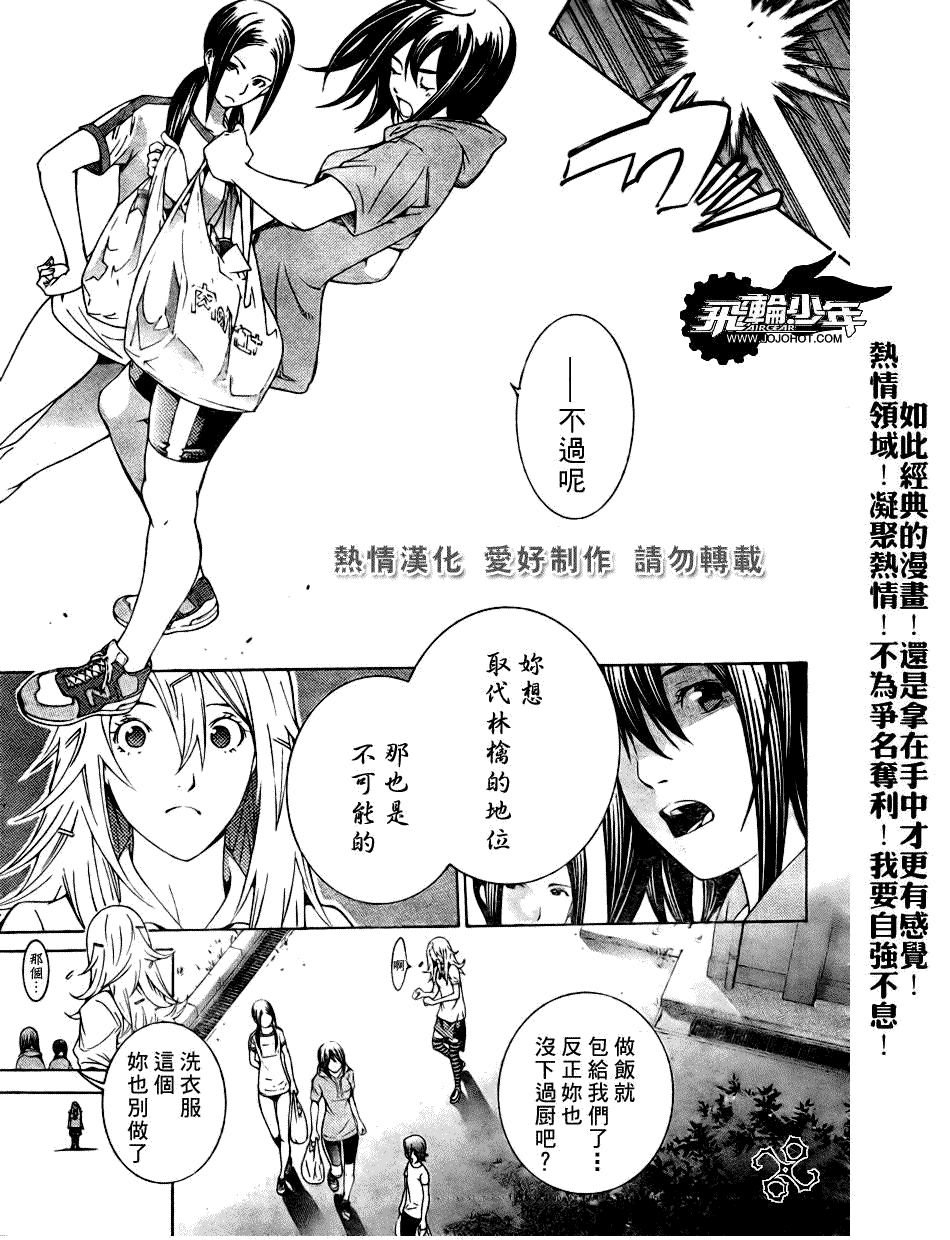 飛輪少年
AIRGEAR
WWW.JOJOHOT.COM
如此經典的漫畫！還是拿在手中才更有感覺！
熱情領域！凝聚熱情！不為爭名奪利！我要自強不息！
——不過呢
熱情漢化 愛好制作 請勿轉載
妳想
取代林檎的地位
那也是
不可能的
做飯就
包給我們了…
反正妳也
沒下過厨吧？
啊
洗衣服
這個
妳也別做了
那個…